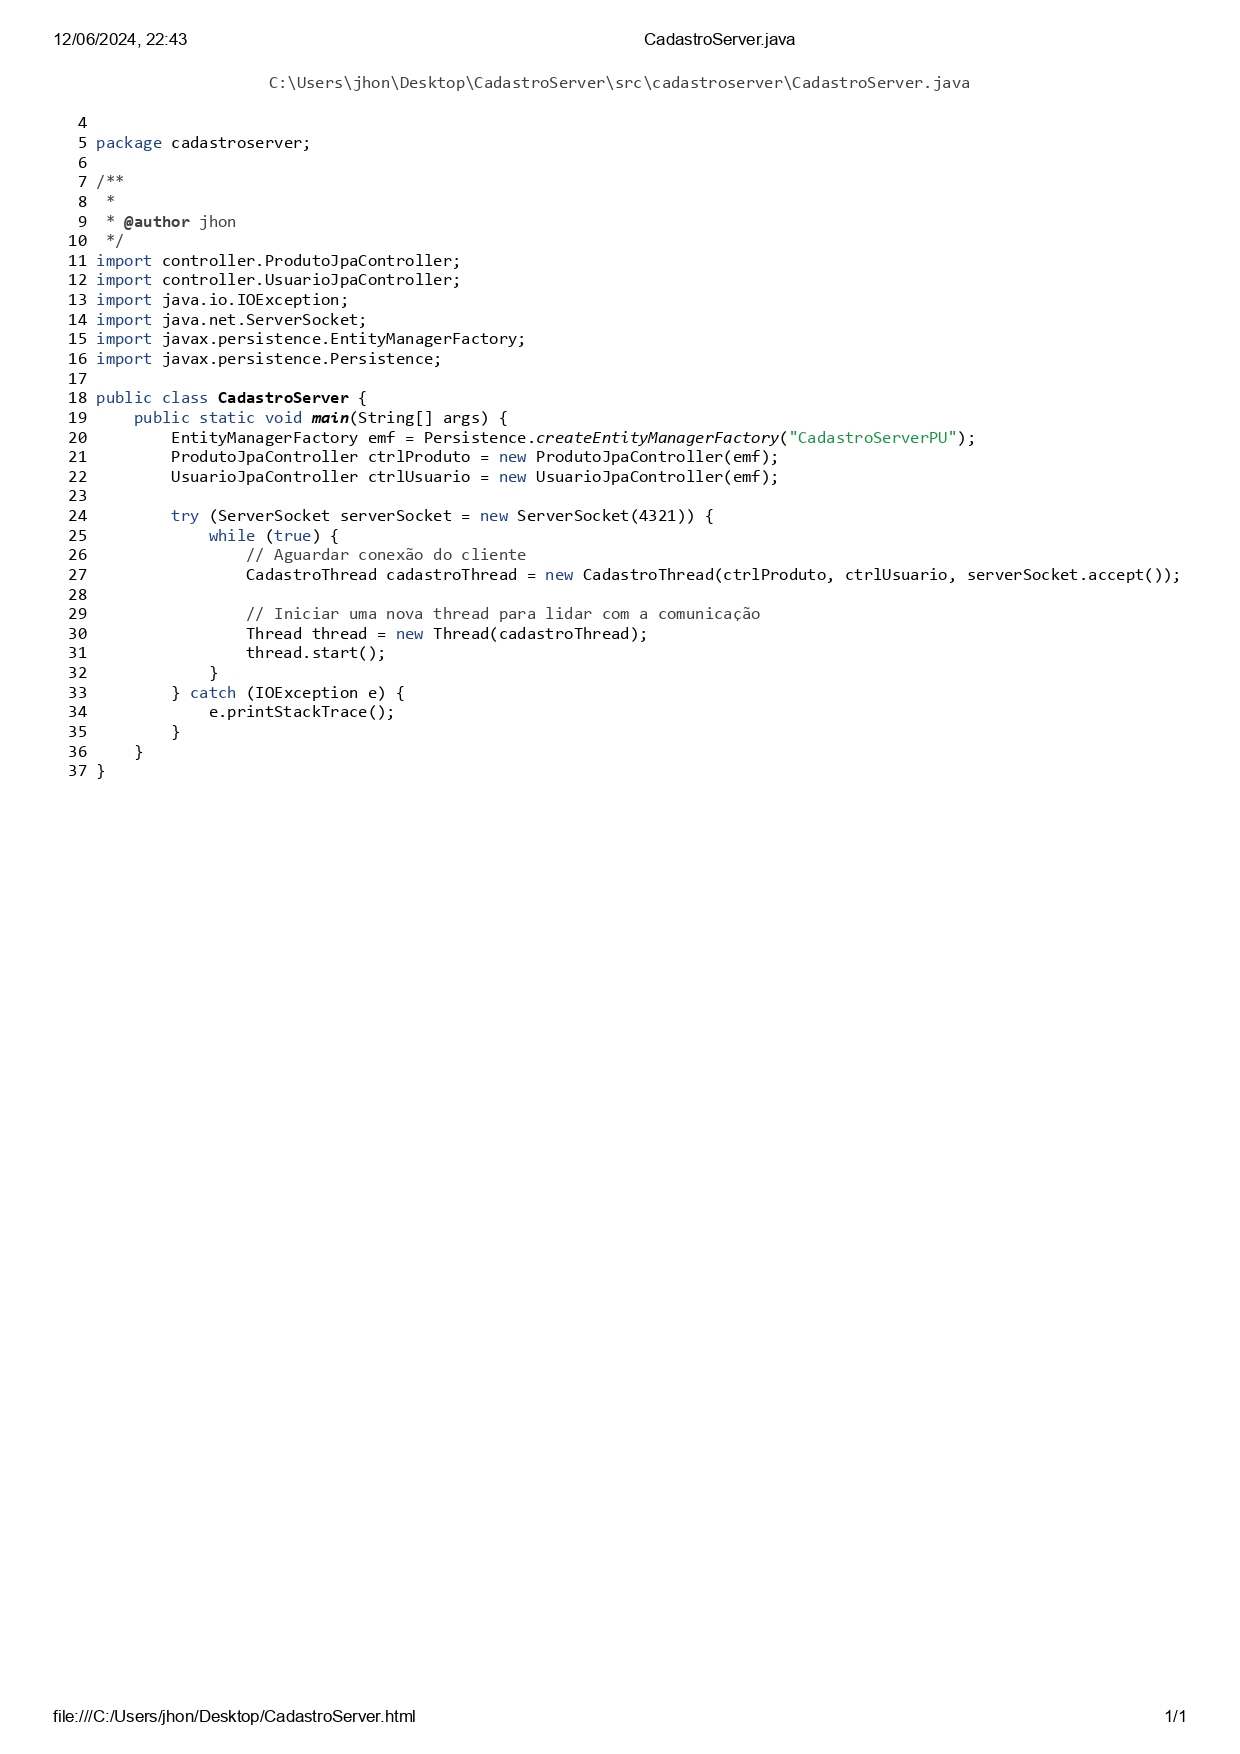 12/06/2024, 22:43 CadastroServer.java
C:\Users\jhon\Desktop\CadastroServer\src\cadastroserver\CadastroServer.java
4
5 package cadastroserver;
6
7 /**
8  *
9  * @author jhon
10  */
11 import controller.ProdutoJpaController;
12 import controller.UsuarioJpaController;
13 import java.io.IOException;
14 import java.net.ServerSocket;
15 import javax.persistence.EntityManagerFactory;
16 import javax.persistence.Persistence;
17
18 public class CadastroServer {
19     public static void main(String[] args) {
20         EntityManagerFactory emf = Persistence.createEntityManagerFactory("CadastroServerPU");
21         ProdutoJpaController ctrlProduto = new ProdutoJpaController(emf);
22         UsuarioJpaController ctrlUsuario = new UsuarioJpaController(emf);
23
24         try (ServerSocket serverSocket = new ServerSocket(4321)) {
25             while (true) {
26                 // Aguardar conexão do cliente
27                 CadastroThread cadastroThread = new CadastroThread(ctrlProduto, ctrlUsuario, serverSocket.accept());
28
29                 // Iniciar uma nova thread para lidar com a comunicação
30                 Thread thread = new Thread(cadastroThread);
31                 thread.start();
32             }
33         } catch (IOException e) {
34             e.printStackTrace();
35         }
36     }
37 }
file:///C:/Users/jhon/Desktop/CadastroServer.html 1/1